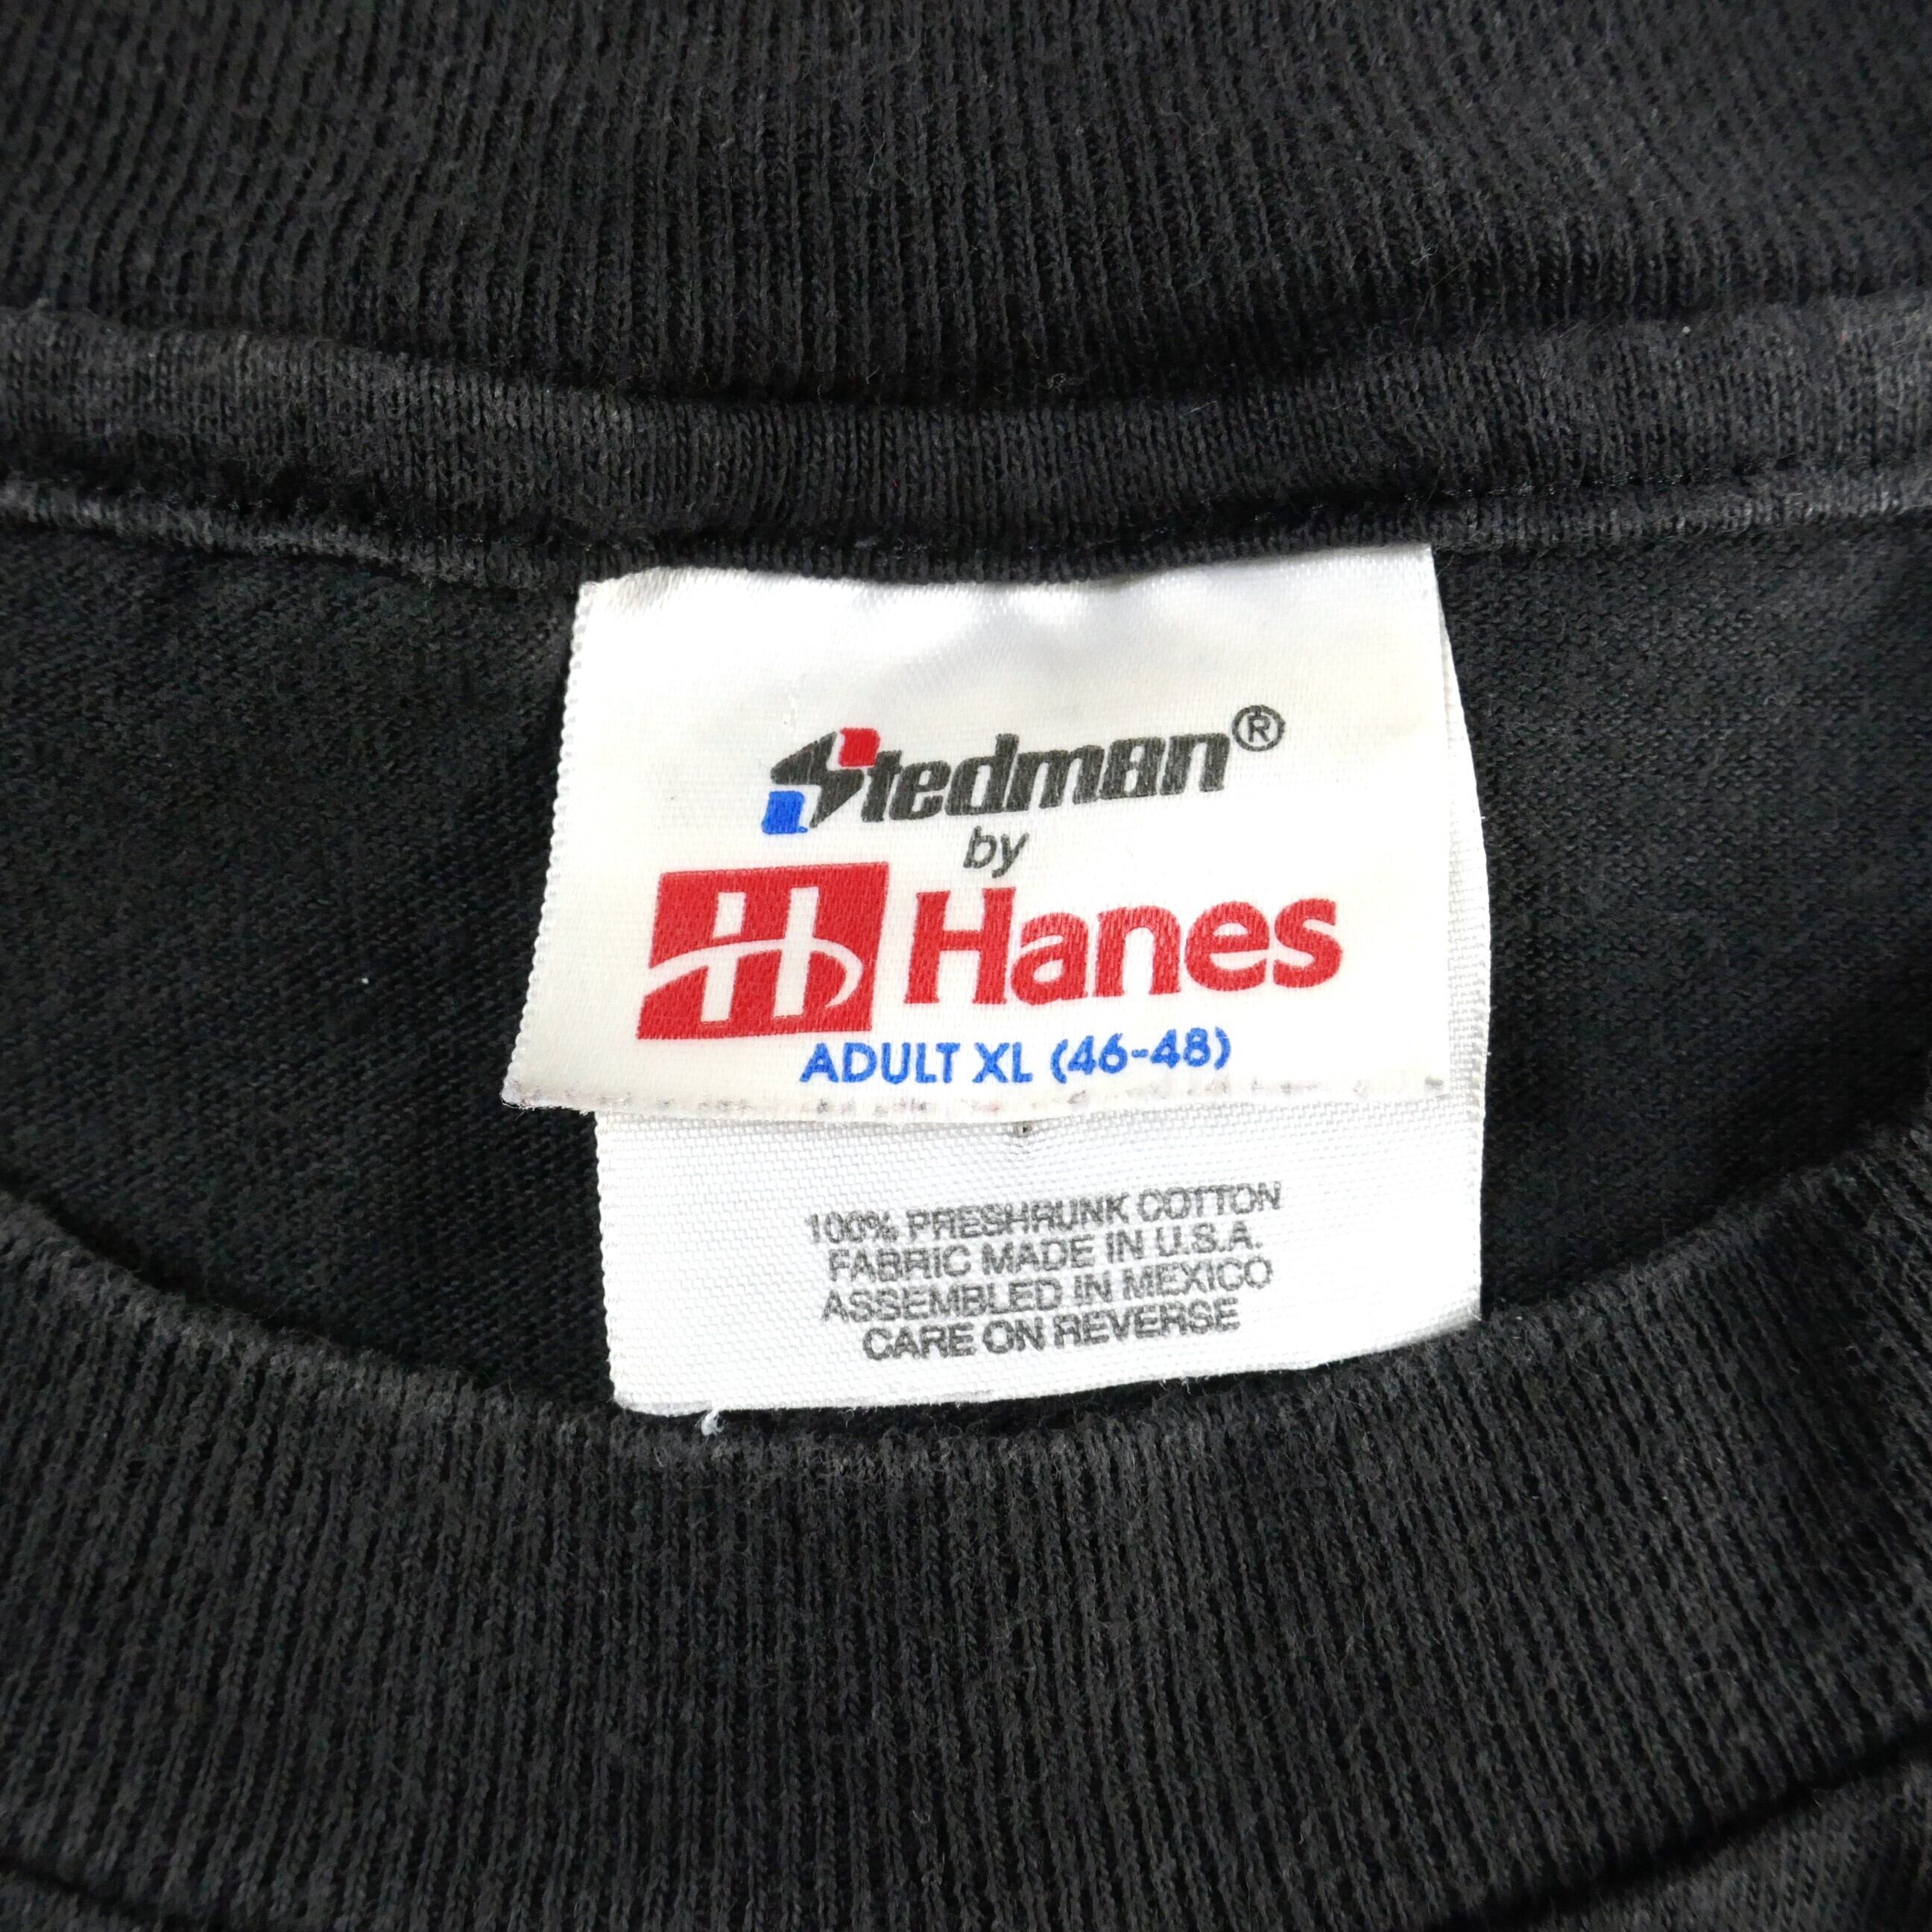 Stedman®
by
Hanes
ADULT XL (46-48)
100% PRESHRUNK COTTON
FABRIC MADE IN U.S.A.
ASSEMBLED IN MEXICO
CARE ON REVERSE